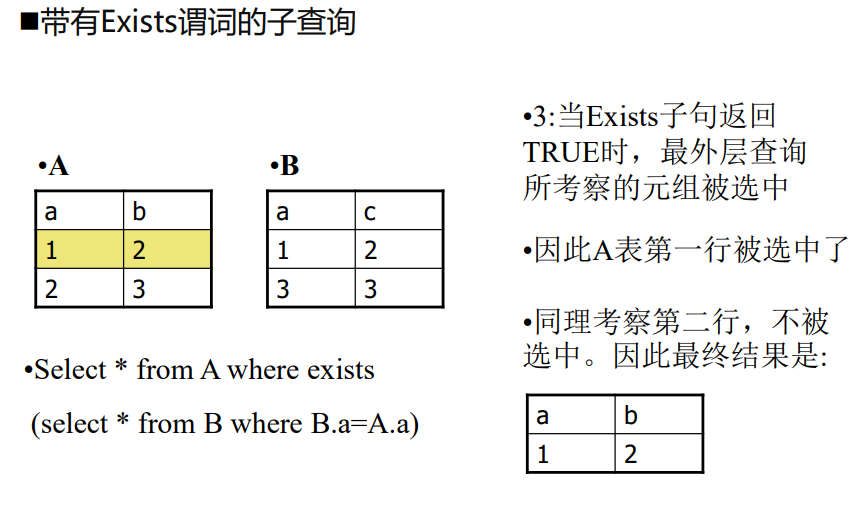 ■带有Exists谓词的子查询
•A
a b
1 2
2 3
•B
a c
1 2
3 3
•Select * from A where exists
(select * from B where B.a=A.a)
•3:当Exists子句返回
TRUE时，最外层查询
所考察的元组被选中
•因此A表第一行被选中了
•同理考察第二行，不被
选中。因此最终结果是:
a b
1 2